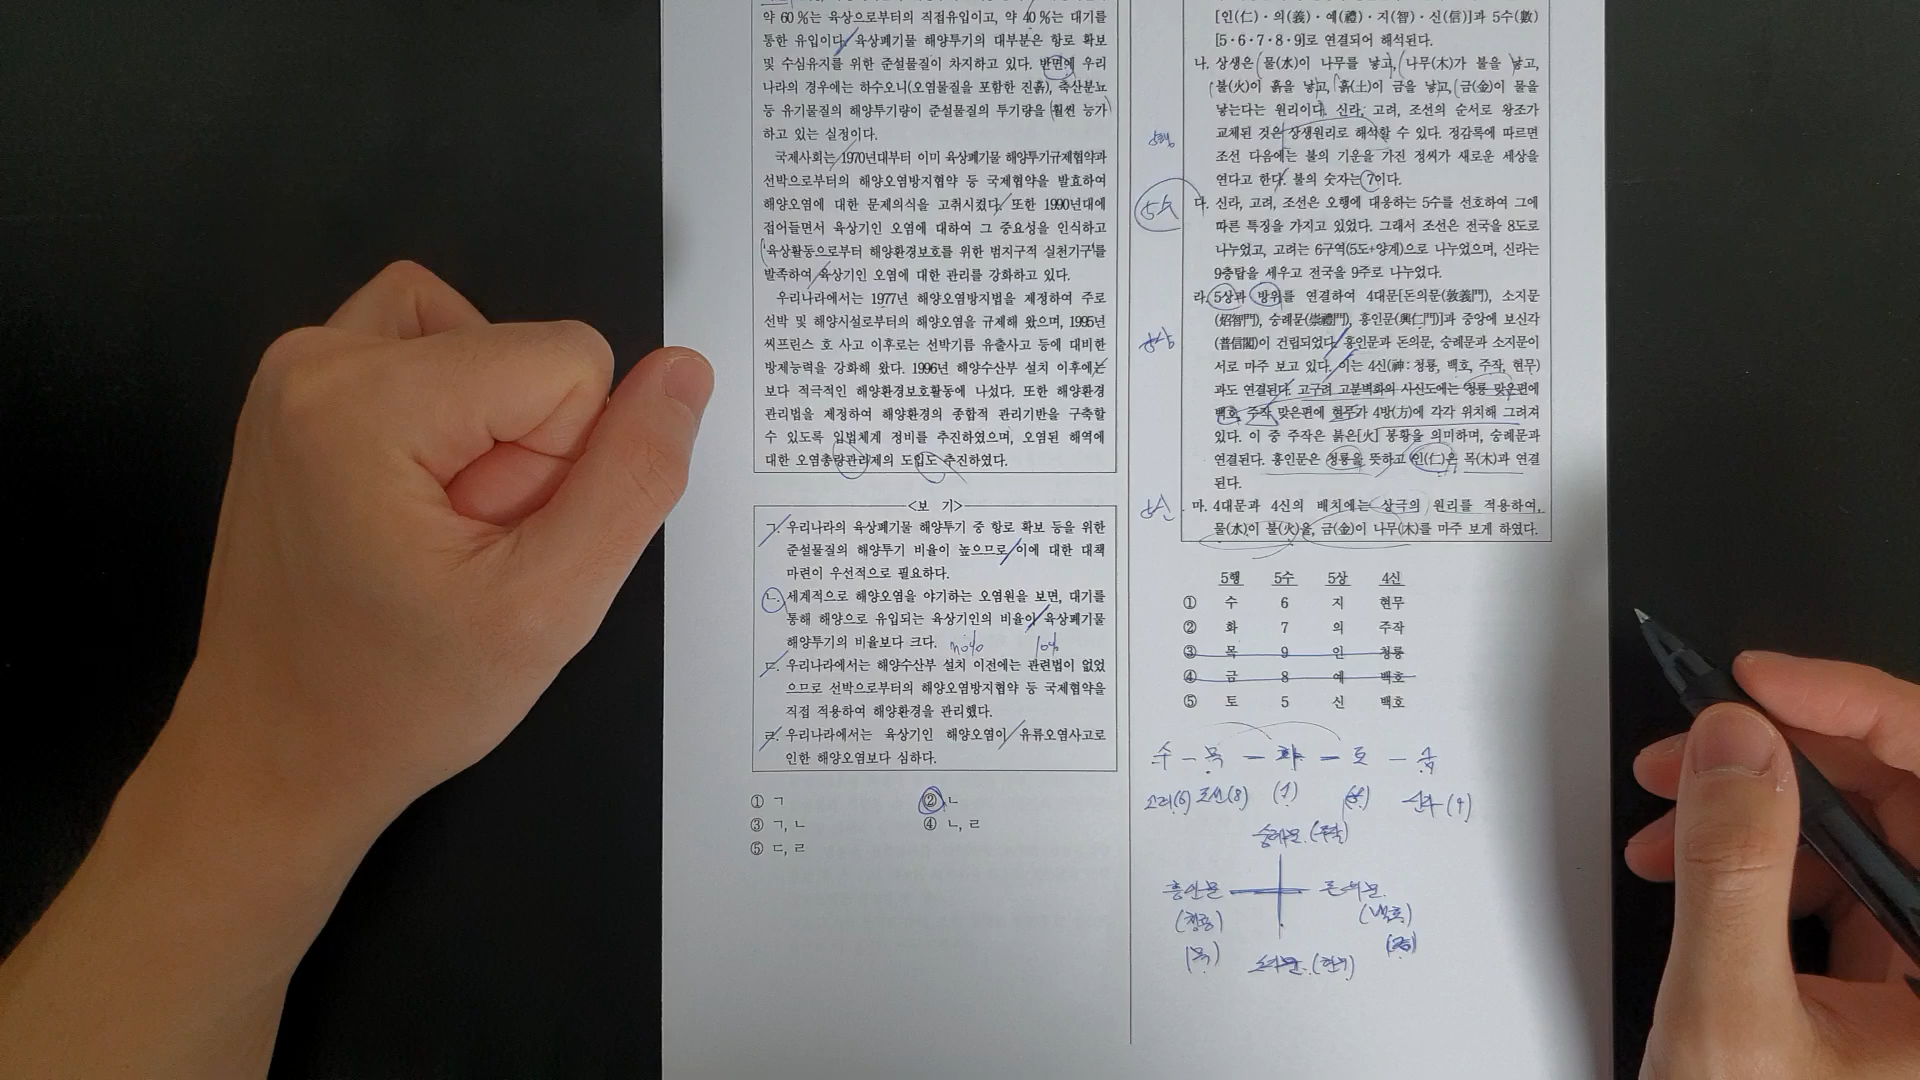 약 60 %는 육상으로부터의 직접유입이고, 약 40 %는 대기를
통한 유입이다. 육상폐기물 해양투기의 대부분은 항로 확보
및 수심유지를 위한 준설물질이 차지하고 있다. 반면에 우리
나라의 경우에는 하수오니(오염물질을 포함한 진흙), 축산분뇨
등 유기물질의 해양투기량이 준설물질의 투기량을 훨씬 능가
하고 있는 실정이다.
국제사회는 1970년대부터 이미 육상폐기물 해양투기규제협약과
선박으로부터의 해양오염방지협약 등 국제협약을 발효하여
해양오염에 대한 문제의식을 고취시켰다. 또한 1990년대에
접어들면서 육상기인 오염에 대하여 그 중요성을 인식하고
'육상활동으로부터 해양환경보호를 위한 범지구적 실천기구'를
발족하여 육상기인 오염에 대한 관리를 강화하고 있다.
우리나라에서는 1977년 해양오염방지법을 제정하여 주로
선박 및 해양시설로부터의 해양오염을 규제해 왔으며, 1995년
씨프린스 호 사고 이후로는 선박기름 유출사고 등에 대비한
방제능력을 강화해 왔다. 1996년 해양수산부 설치 이후에는
보다 적극적인 해양환경보호활동에 나섰다. 또한 해양환경
관리법을 제정하여 해양환경의 종합적 관리기반을 구축할
수 있도록 입법체계 정비를 추진하였으며, 오염된 해역에
대한 오염총량관리제의 도입도 추진하였다.
<보 기>
ㄱ. 우리나라의 육상폐기물 해양투기 중 항로 확보 등을 위한
준설물질의 해양투기 비율이 높으므로 이에 대한 대책
마련이 우선적으로 필요하다.
ㄴ. 세계적으로 해양오염을 야기하는 오염원을 보면, 대기를
통해 해양으로 유입되는 육상기인의 비율이 육상폐기물
해양투기의 비율보다 크다. 10%
ㄷ. 우리나라에서는 해양수산부 설치 이전에는 관련법이 없었
으므로 선박으로부터의 해양오염방지협약 등 국제협약을
직접 적용하여 해양환경을 관리했다.
ㄹ. 우리나라에서는 육상기인 해양오염이 유류오염사고로
인한 해양오염보다 심하다.
① ㄱ ② ㄴ
③ ㄱ, ㄴ ④ ㄴ, ㄹ
⑤ ㄷ, ㄹ
[인(仁)·의(義)·예(禮)·지(智)·신(信)]과 5수(數)
[5·6·7·8·9]로 연결되어 해석된다.
나. 상생은 물(水)이 나무를 낳고, 나무(木)가 불을 낳고,
불(火)이 흙을 낳고, 흙(土)이 금을 낳고, 금(金)이 물을
낳는다는 원리이다. 신라, 고려, 조선의 순서로 왕조가
교체된 것은 상생원리로 해석할 수 있다. 정감록에 따르면
조선 다음에는 불의 기운을 가진 정씨가 새로운 세상을
연다고 한다. 불의 숫자는 7이다.
5수
다. 신라, 고려, 조선은 오행에 대응하는 5수를 선호하여 그에
따른 특징을 가지고 있었다. 그래서 조선은 전국을 8도로
나누었고, 고려는 6구역(5도+양계)으로 나누었으며, 신라는
9층탑을 세우고 전국을 9주로 나누었다.
라. 5상과 방위를 연결하여 4대문[돈의문(敦義門), 소지문
(炤智門), 숭례문(崇禮門), 흥인문(興仁門)]과 중앙에 보신각
(普信閣)이 건립되었다. 흥인문과 돈의문, 숭례문과 소지문이
서로 마주 보고 있다. 이는 4신(神: 청룡, 백호, 주작, 현무)
과도 연결된다. 고구려 고분벽화의 사신도에는 청룡 맞은편에
백호, 주작 맞은편에 현무가 4방(方)에 각각 위치해 그려져
있다. 이 중 주작은 붉은[火] 봉황을 의미하며, 숭례문과
연결된다. 흥인문은 청룡을 뜻하고 인(仁)은 목(木)과 연결
된다.
마. 4대문과 4신의 배치에는 상극의 원리를 적용하여,
물(水)이 불(火)을, 금(金)이 나무(木)를 마주 보게 하였다.
5행 5수 5상 4신
① 수 6 지 현무
② 화 7 의 주작
③ 목 9 인 청룡
④ 금 8 예 백호
⑤ 토 5 신 백호
수 - 목 - 화 - 토 - 금
고려(6) 조선(8) 신라(9)
숭례문.(주작)
흥인문 돈의문.
(청룡) (백호)
(목)